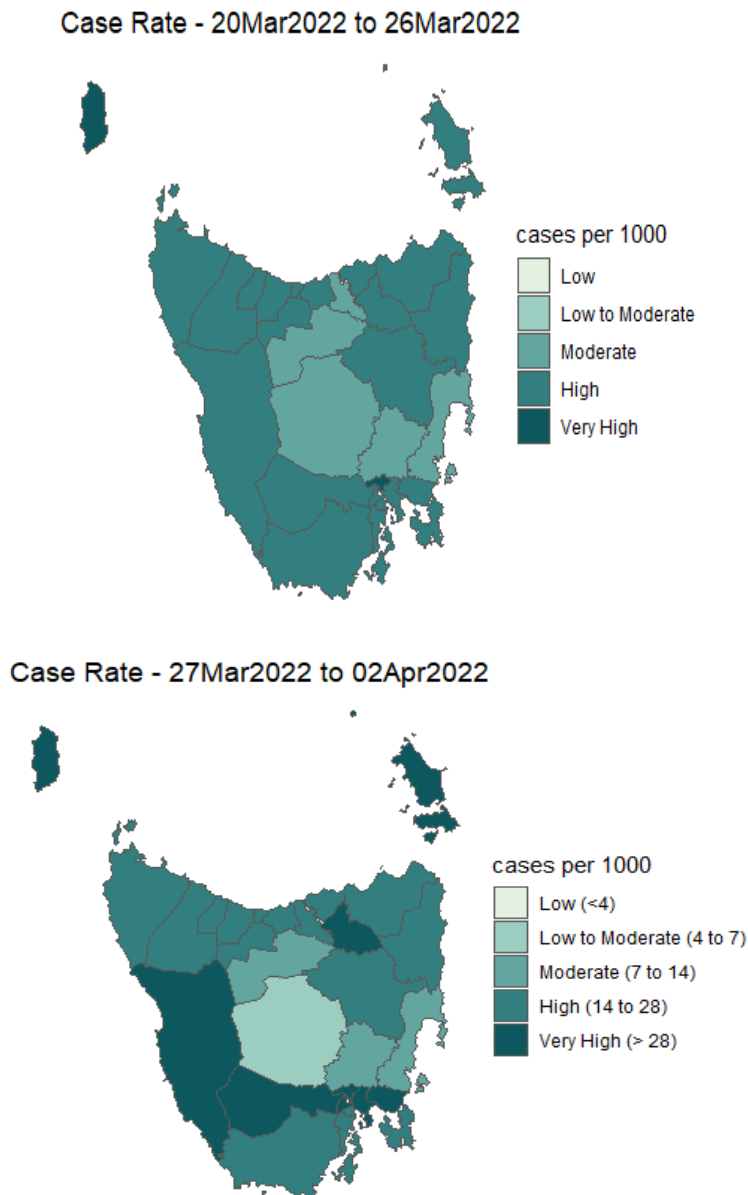 Case Rate - 20Mar2022 to 26Mar2022
cases per 1000
Low
Low to Moderate
Moderate
High
Very High
Case Rate - 27Mar2022 to 02Apr2022
cases per 1000
Low (<4)
Low to Moderate (4 to 7)
Moderate (7 to 14)
High (14 to 28)
Very High (> 28)